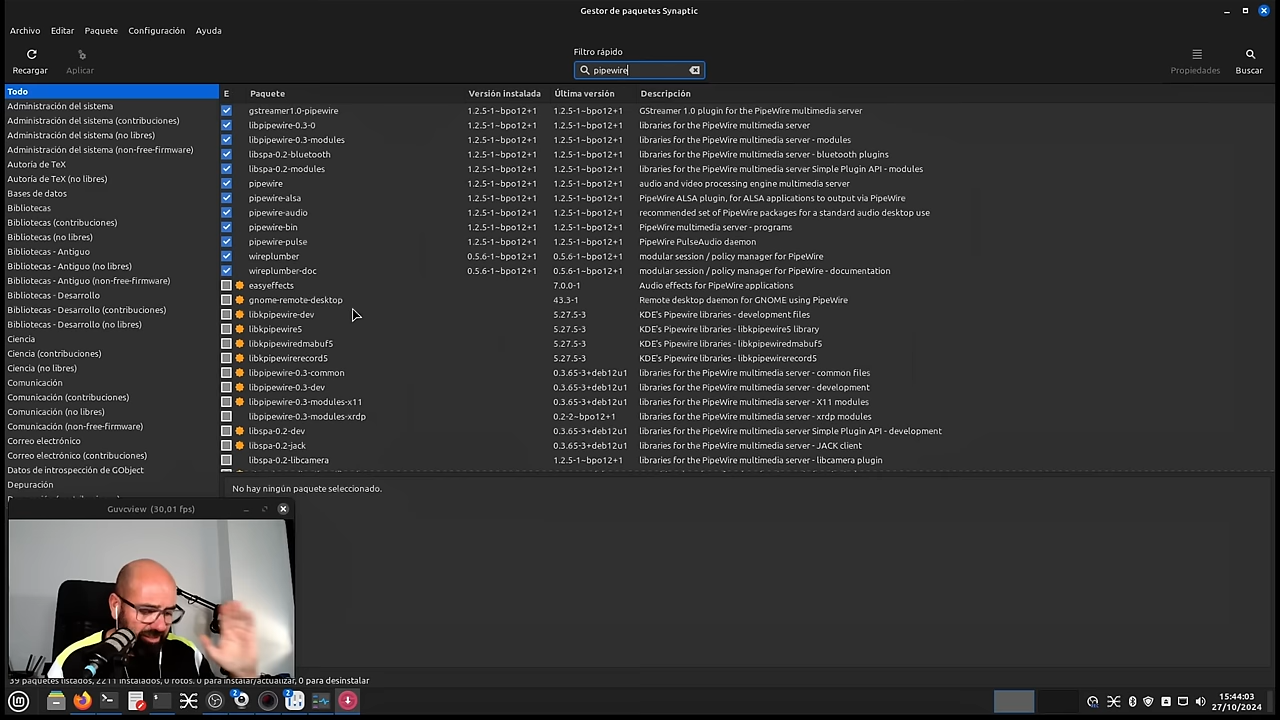 Gestor de paquetes Synaptic
Archivo Editar Paquete Configuración Ayuda
Filtro rápido
Recargar Aplicar pipewire Propiedades Buscar
Todo
Administración del sistema
Administración del sistema (contribuciones)
Administración del sistema (no libres)
Administración del sistema (non-free-firmware)
Autoría de TeX
Autoría de TeX (no libres)
Bases de datos
Bibliotecas
Bibliotecas (contribuciones)
Bibliotecas (no libres)
Bibliotecas - Antiguo
Bibliotecas - Antiguo (no libres)
Bibliotecas - Antiguo (non-free-firmware)
Bibliotecas - Desarrollo
Bibliotecas - Desarrollo (contribuciones)
Bibliotecas - Desarrollo (no libres)
Ciencia
Ciencia (contribuciones)
Ciencia (no libres)
Comunicación
Comunicación (contribuciones)
Comunicación (no libres)
Comunicación (non-free-firmware)
Correo electrónico
Correo electrónico (contribuciones)
Datos de introspección de GObject
Depuración
E Paquete Versión instalada Última versión Descripción
gstreamer1.0-pipewire 1.2.5-1~bpo12+1 1.2.5-1~bpo12+1 GStreamer 1.0 plugin for the PipeWire multimedia server
libpipewire-0.3-0 1.2.5-1~bpo12+1 1.2.5-1~bpo12+1 libraries for the PipeWire multimedia server
libpipewire-0.3-modules 1.2.5-1~bpo12+1 1.2.5-1~bpo12+1 libraries for the PipeWire multimedia server - modules
libspa-0.2-bluetooth 1.2.5-1~bpo12+1 1.2.5-1~bpo12+1 libraries for the PipeWire multimedia server - bluetooth plugins
libspa-0.2-modules 1.2.5-1~bpo12+1 1.2.5-1~bpo12+1 libraries for the PipeWire multimedia server Simple Plugin API - modules
pipewire 1.2.5-1~bpo12+1 1.2.5-1~bpo12+1 audio and video processing engine multimedia server
pipewire-alsa 1.2.5-1~bpo12+1 1.2.5-1~bpo12+1 PipeWire ALSA plugin, for ALSA applications to output via PipeWire
pipewire-audio 1.2.5-1~bpo12+1 1.2.5-1~bpo12+1 recommended set of PipeWire packages for a standard audio desktop use
pipewire-bin 1.2.5-1~bpo12+1 1.2.5-1~bpo12+1 PipeWire multimedia server - programs
pipewire-pulse 1.2.5-1~bpo12+1 1.2.5-1~bpo12+1 PipeWire PulseAudio daemon
wireplumber 0.5.6-1~bpo12+1 0.5.6-1~bpo12+1 modular session / policy manager for PipeWire
wireplumber-doc 0.5.6-1~bpo12+1 0.5.6-1~bpo12+1 modular session / policy manager for PipeWire - documentation
easyeffects 7.0.0-1 Audio effects for PipeWire applications
gnome-remote-desktop 43.3-1 Remote desktop daemon for GNOME using PipeWire
libkpipewire-dev 5.27.5-3 KDE's Pipewire libraries - development files
libkpipewire5 5.27.5-3 KDE's Pipewire libraries - libkpipewire5 library
libkpipewiredmabuf5 5.27.5-3 KDE's Pipewire libraries - libkpipewiredmabuf5
libkpipewirerecord5 5.27.5-3 KDE's Pipewire libraries - libkpipewirerecord5
libpipewire-0.3-common 0.3.65-3+deb12u1 libraries for the PipeWire multimedia server - common files
libpipewire-0.3-dev 0.3.65-3+deb12u1 libraries for the PipeWire multimedia server - development
libpipewire-0.3-modules-x11 0.3.65-3+deb12u1 libraries for the PipeWire multimedia server - X11 modules
libpipewire-0.3-modules-xrdp 0.2-2~bpo12+1 libraries for the PipeWire multimedia server - xrdp modules
libspa-0.2-dev 0.3.65-3+deb12u1 libraries for the PipeWire multimedia server Simple Plugin API - development
libspa-0.2-jack 0.3.65-3+deb12u1 libraries for the PipeWire multimedia server - JACK client
libspa-0.2-libcamera 1.2.5-1~bpo12+1 libraries for the PipeWire multimedia server - libcamera plugin
No hay ningún paquete seleccionado.
Guvcview (30,01 fps)
39 paquetes listados, 2211 instalados, 0 rotos. 0 para instalar/actualizar, 0 para desinstalar
2 2
15:44:03
27/10/2024